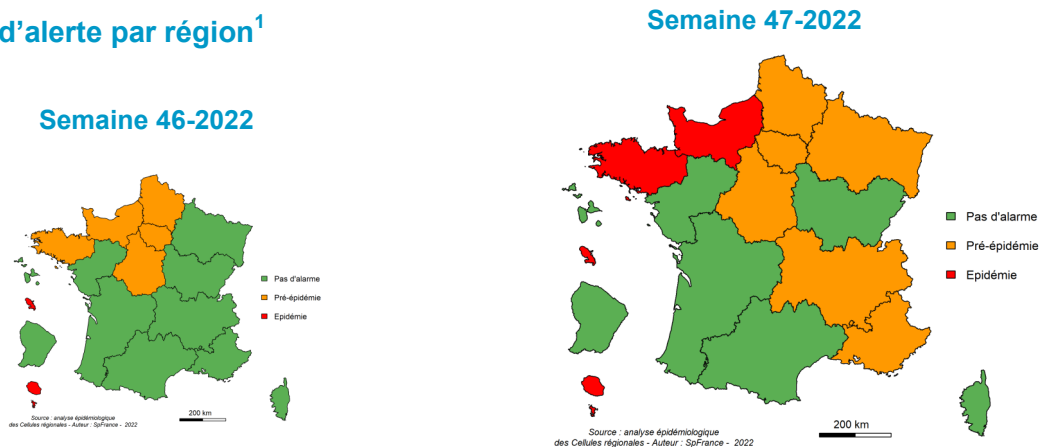 d’alerte par région1
Semaine 46-2022
Pas d'alarme
Pré-épidémie
Epidémie
200 km
Source : analyse épidémiologique
des Cellules régionales - Auteur : SpFrance - 2022
Semaine 47-2022
Pas d'alarme
Pré-épidémie
Epidémie
200 km
Source : analyse épidémiologique
des Cellules régionales - Auteur : SpFrance - 2022